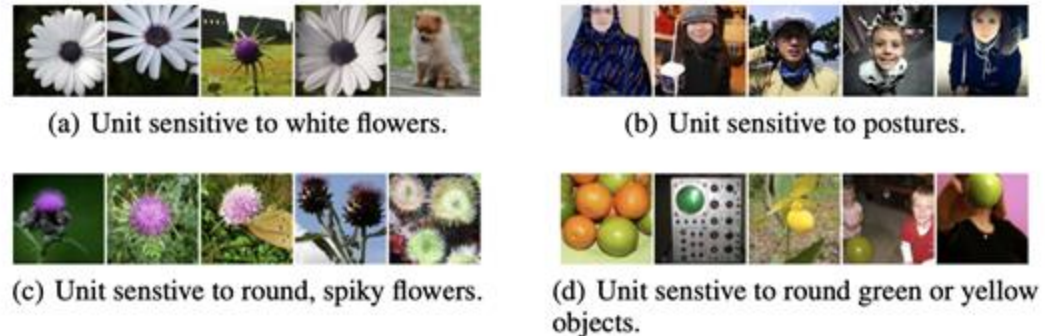 (a) Unit sensitive to white flowers.
(b) Unit sensitive to postures.
(c) Unit senstive to round, spiky flowers.
(d) Unit senstive to round green or yellow
objects.